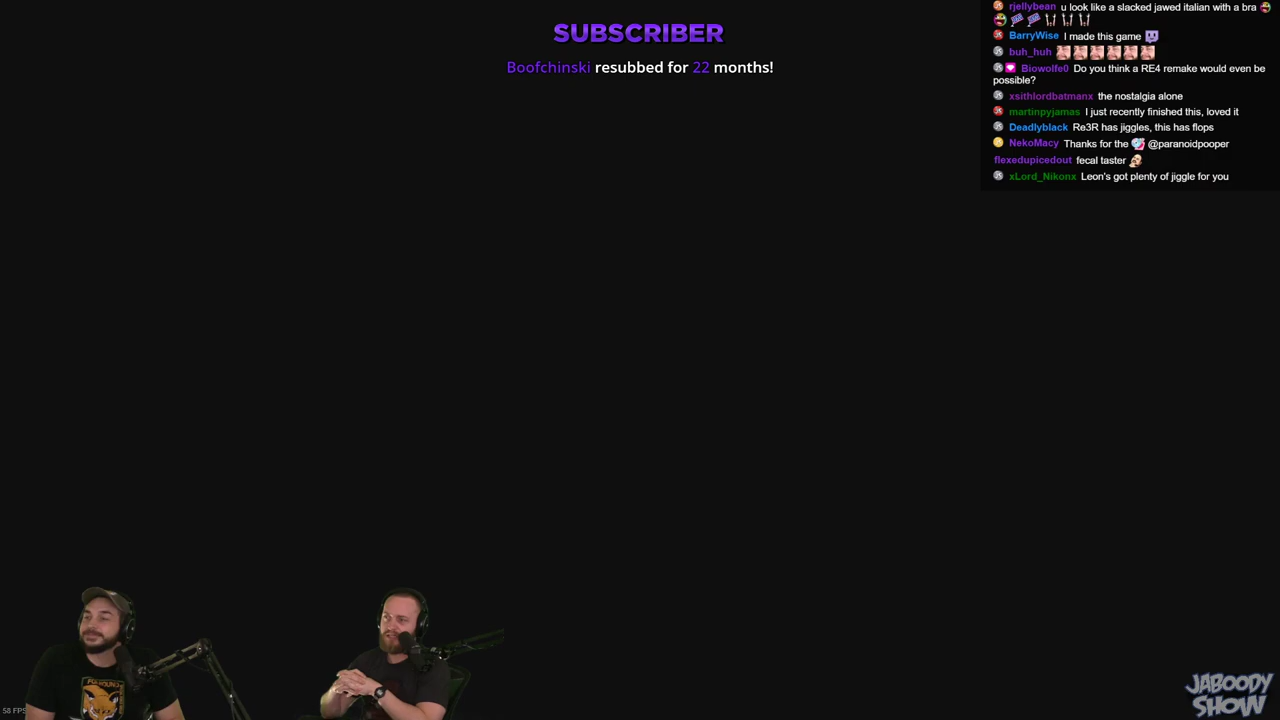 SUBSCRIBER
Boofchinski resubbed for 22 months!
rjellybean u look like a slacked jawed italian with a bra
BarryWise I made this game
buh_huh
Biowolfe0 Do you think a RE4 remake would even be
possible?
xsithlordbatmanx the nostalgia alone
martinpyjamas I just recently finished this, loved it
Deadlyblack Re3R has jiggles, this has flops
NekoMacy Thanks for the @paranoidpooper
flexedupicedout fecal taster
xLord_Nikonx Leon's got plenty of jiggle for you
58 FPS
JABOODY
SHOW